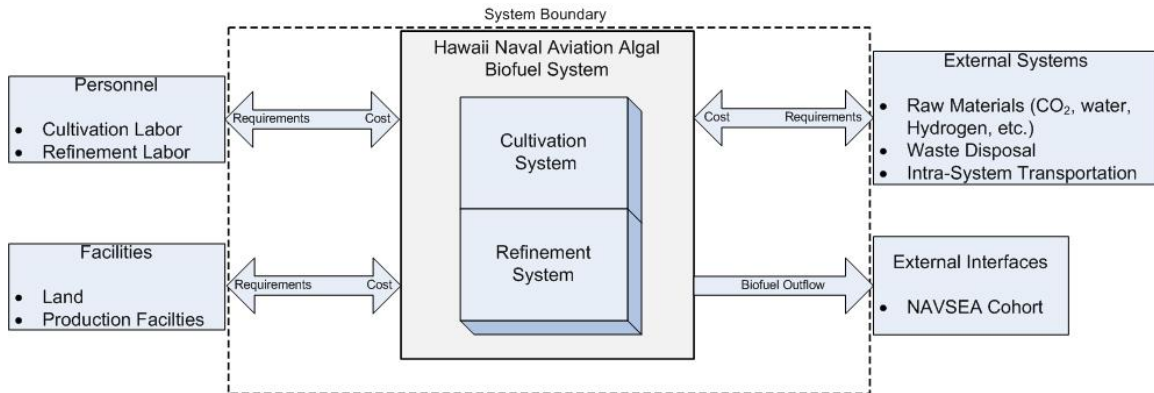 System Boundary
Hawaii Naval Aviation Algal
Biofuel System
Personnel
• Cultivation Labor
• Refinement Labor
Requirements
Cost
Cultivation
System
Refinement
System
Cost
Requirements
External Systems
• Raw Materials (CO₂, water,
Hydrogen, etc.)
• Waste Disposal
• Intra-System Transportation
Facilities
• Land
• Production Facilties
Requirements
Cost
Biofuel Outflow
External Interfaces
• NAVSEA Cohort